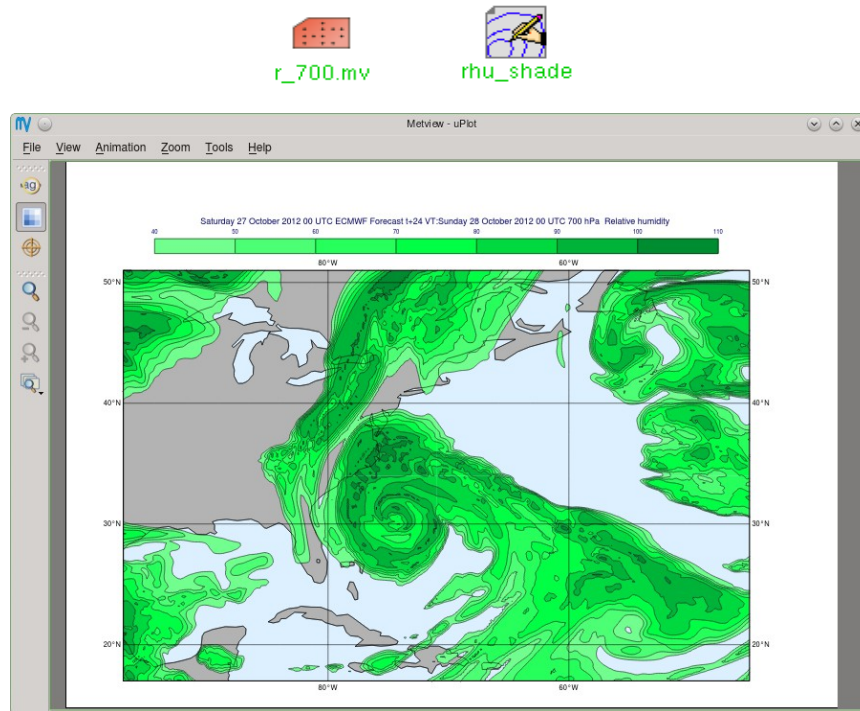 r_700.mv rhu_shade
Metview - uPlot
File View Animation Zoom Tools Help
Saturday 27 October 2012 00 UTC ECMWF Forecast t+24 VT:Sunday 28 October 2012 00 UTC 700 hPa Relative humidity
40 50 60 70 80 90 100 110
80°W 60°W
50°N 50°N
40°N 40°N
30°N 30°N
20°N 20°N
80°W 60°W